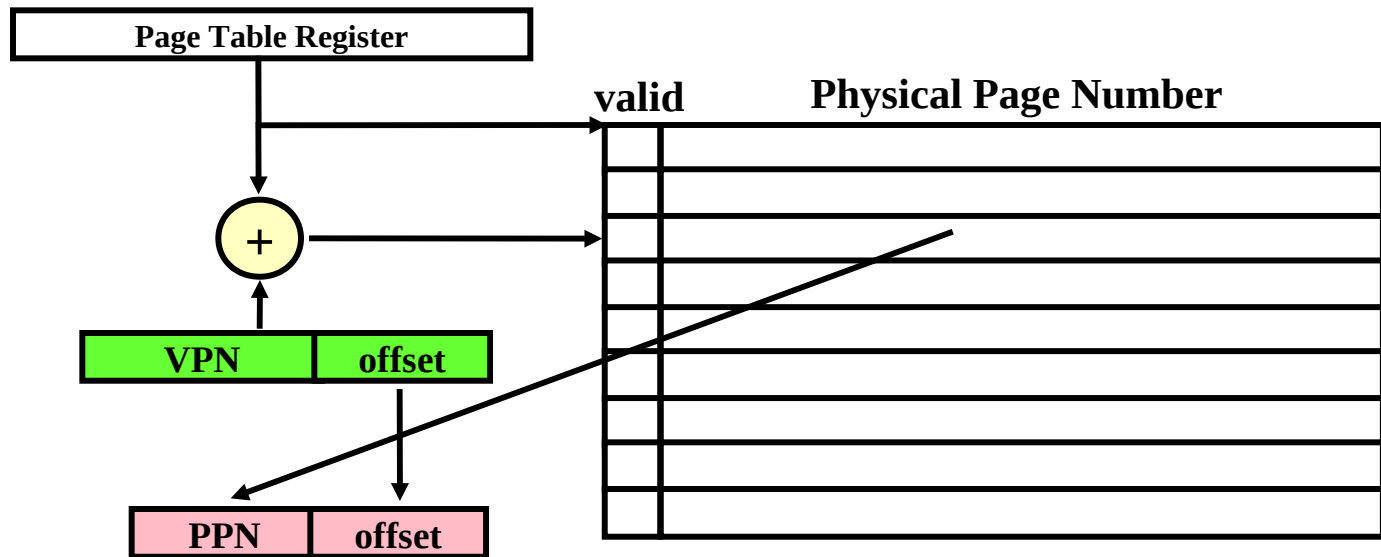 Page Table Register
valid
Physical Page Number
+
VPN
offset
PPN
offset